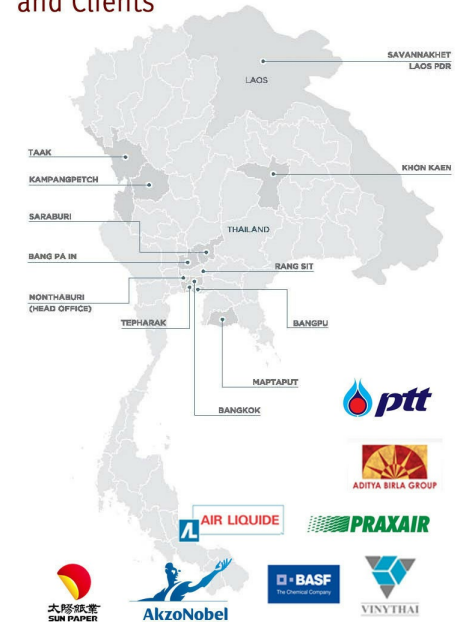 and Clients
SAVANNAKHET
LAOS PDR
LAOS
TAAK
KHON KAEN
KAMPANGPETCH
SARABURI
THAILAND
BANG PA IN
RANG SIT
NONTHABURI
(HEAD OFFICE)
TEPHARAK
BANGPU
MAPTAPUT
BANGKOK
ptt
ADITYA BIRLA GROUP
AL AIR LIQUIDE
PRAXAIR
太陽紙業
SUN PAPER
AkzoNobel
BASF
The Chemical Company
VINYTHAI